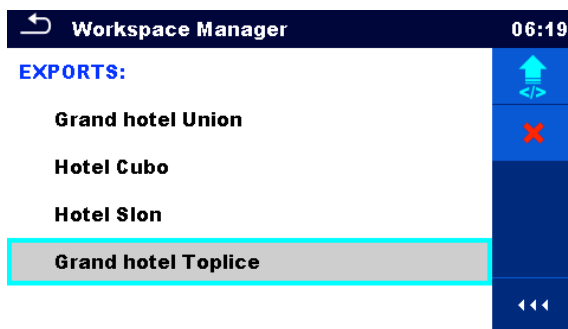 Workspace Manager 06:19
EXPORTS:
</>
Grand hotel Union
Hotel Cubo
Hotel Slon
Grand hotel Toplice